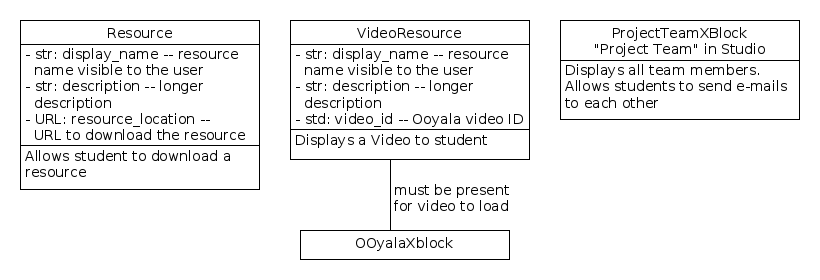 Resource
- str: display_name -- resource
name visible to the user
- str: description -- longer
description
- URL: resource_location --
URL to download the resource
Allows student to download a
resource
VideoResource
- str: display_name -- resource
name visible to the user
- str: description -- longer
description
- std: video_id -- Ooyala video ID
Displays a Video to student
must be present
for video to load
OOyalaXblock
ProjectTeamXBlock
"Project Team" in Studio
Displays all team members.
Allows students to send e-mails
to each other